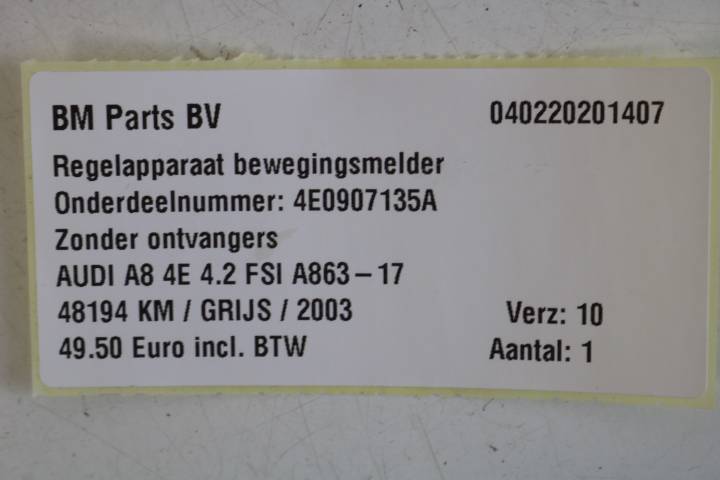 BM Parts BV 040220201407
Regelapparaat bewegingsmelder
Onderdeelnummer: 4E0907135A
Zonder ontvangers
AUDI A8 4E 4.2 FSI A863-17
48194 KM / GRIJS / 2003 Verz: 10
49.50 Euro incl. BTW Aantal: 1